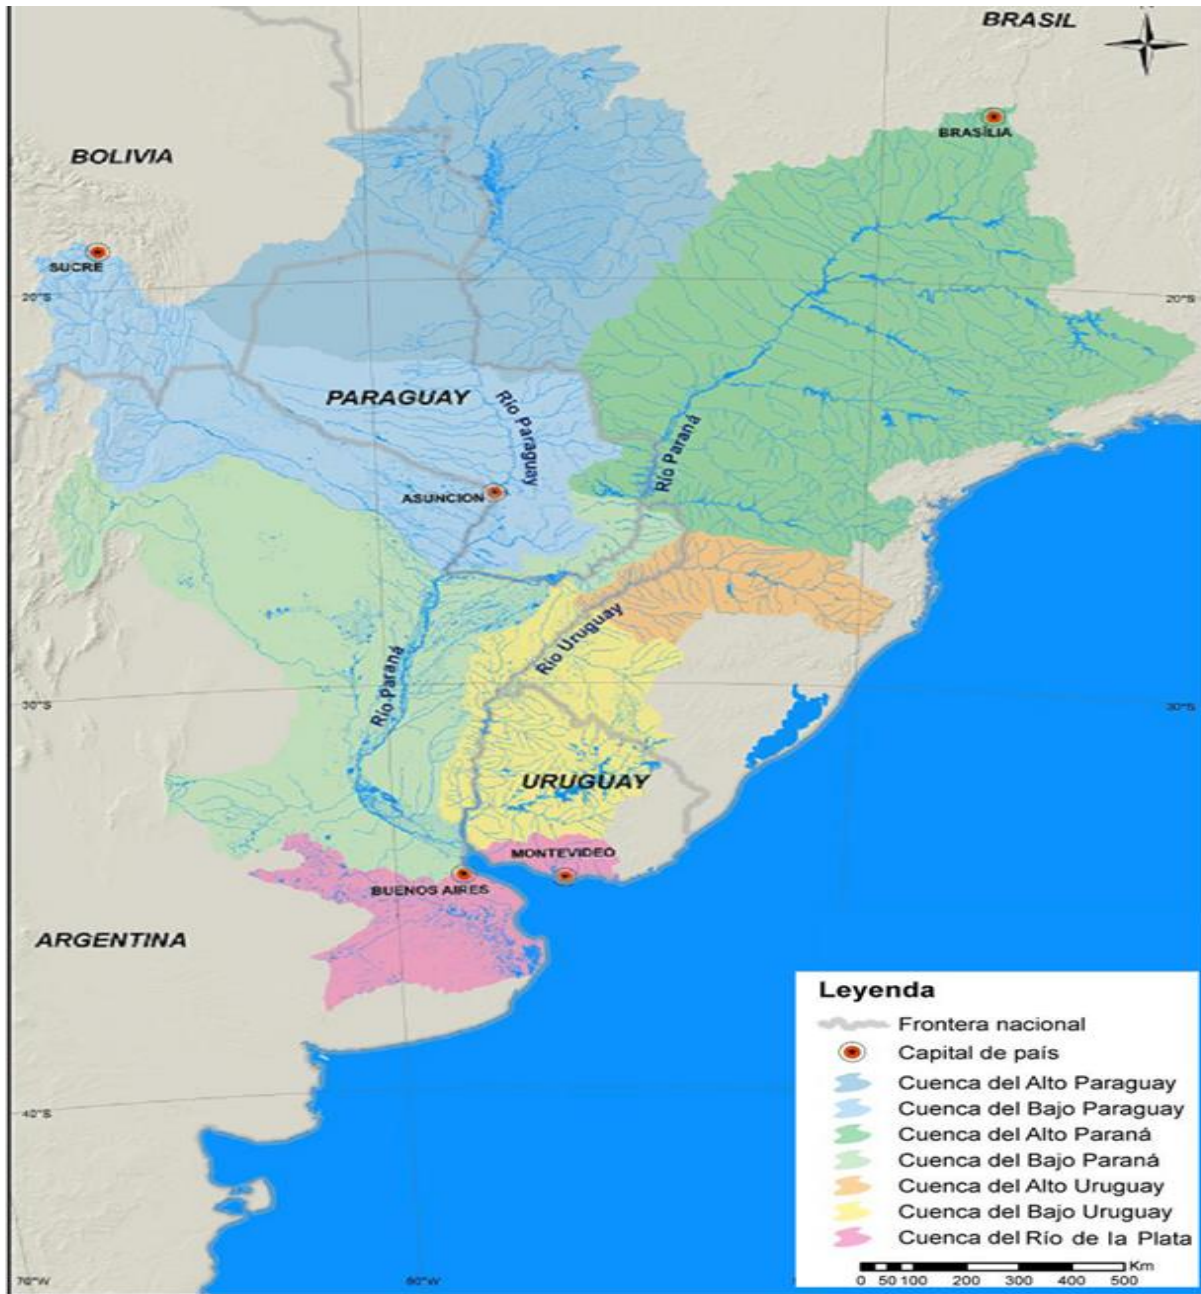 BRASIL
BRASÍLIA
BOLIVIA
SUCRE
20°S
20°S
PARAGUAY
Río Paraguay
Río Paraná
ASUNCION
Río Uruguay
Río Paraná
30°S
30°S
URUGUAY
MONTEVIDEO
BUENOS AIRES
ARGENTINA
Leyenda
Frontera nacional
Capital de país
Cuenca del Alto Paraguay
Cuenca del Bajo Paraguay
Cuenca del Alto Paraná
Cuenca del Bajo Paraná
Cuenca del Alto Uruguay
Cuenca del Bajo Uruguay
Cuenca del Río de la Plata
Km
0 50 100 200 300 400 500
40°S
70°W
60°W